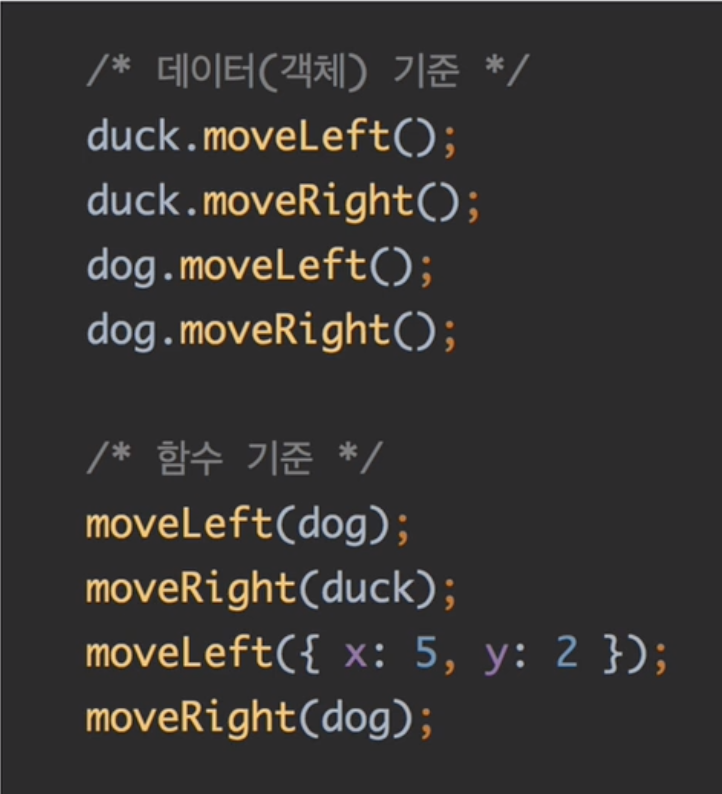 /* 데이터(객체) 기준 */
duck.moveLeft();
duck.moveRight();
dog.moveLeft();
dog.moveRight();
/* 함수 기준 */
moveLeft(dog);
moveRight(duck);
moveLeft({ x: 5, y: 2 });
moveRight(dog);